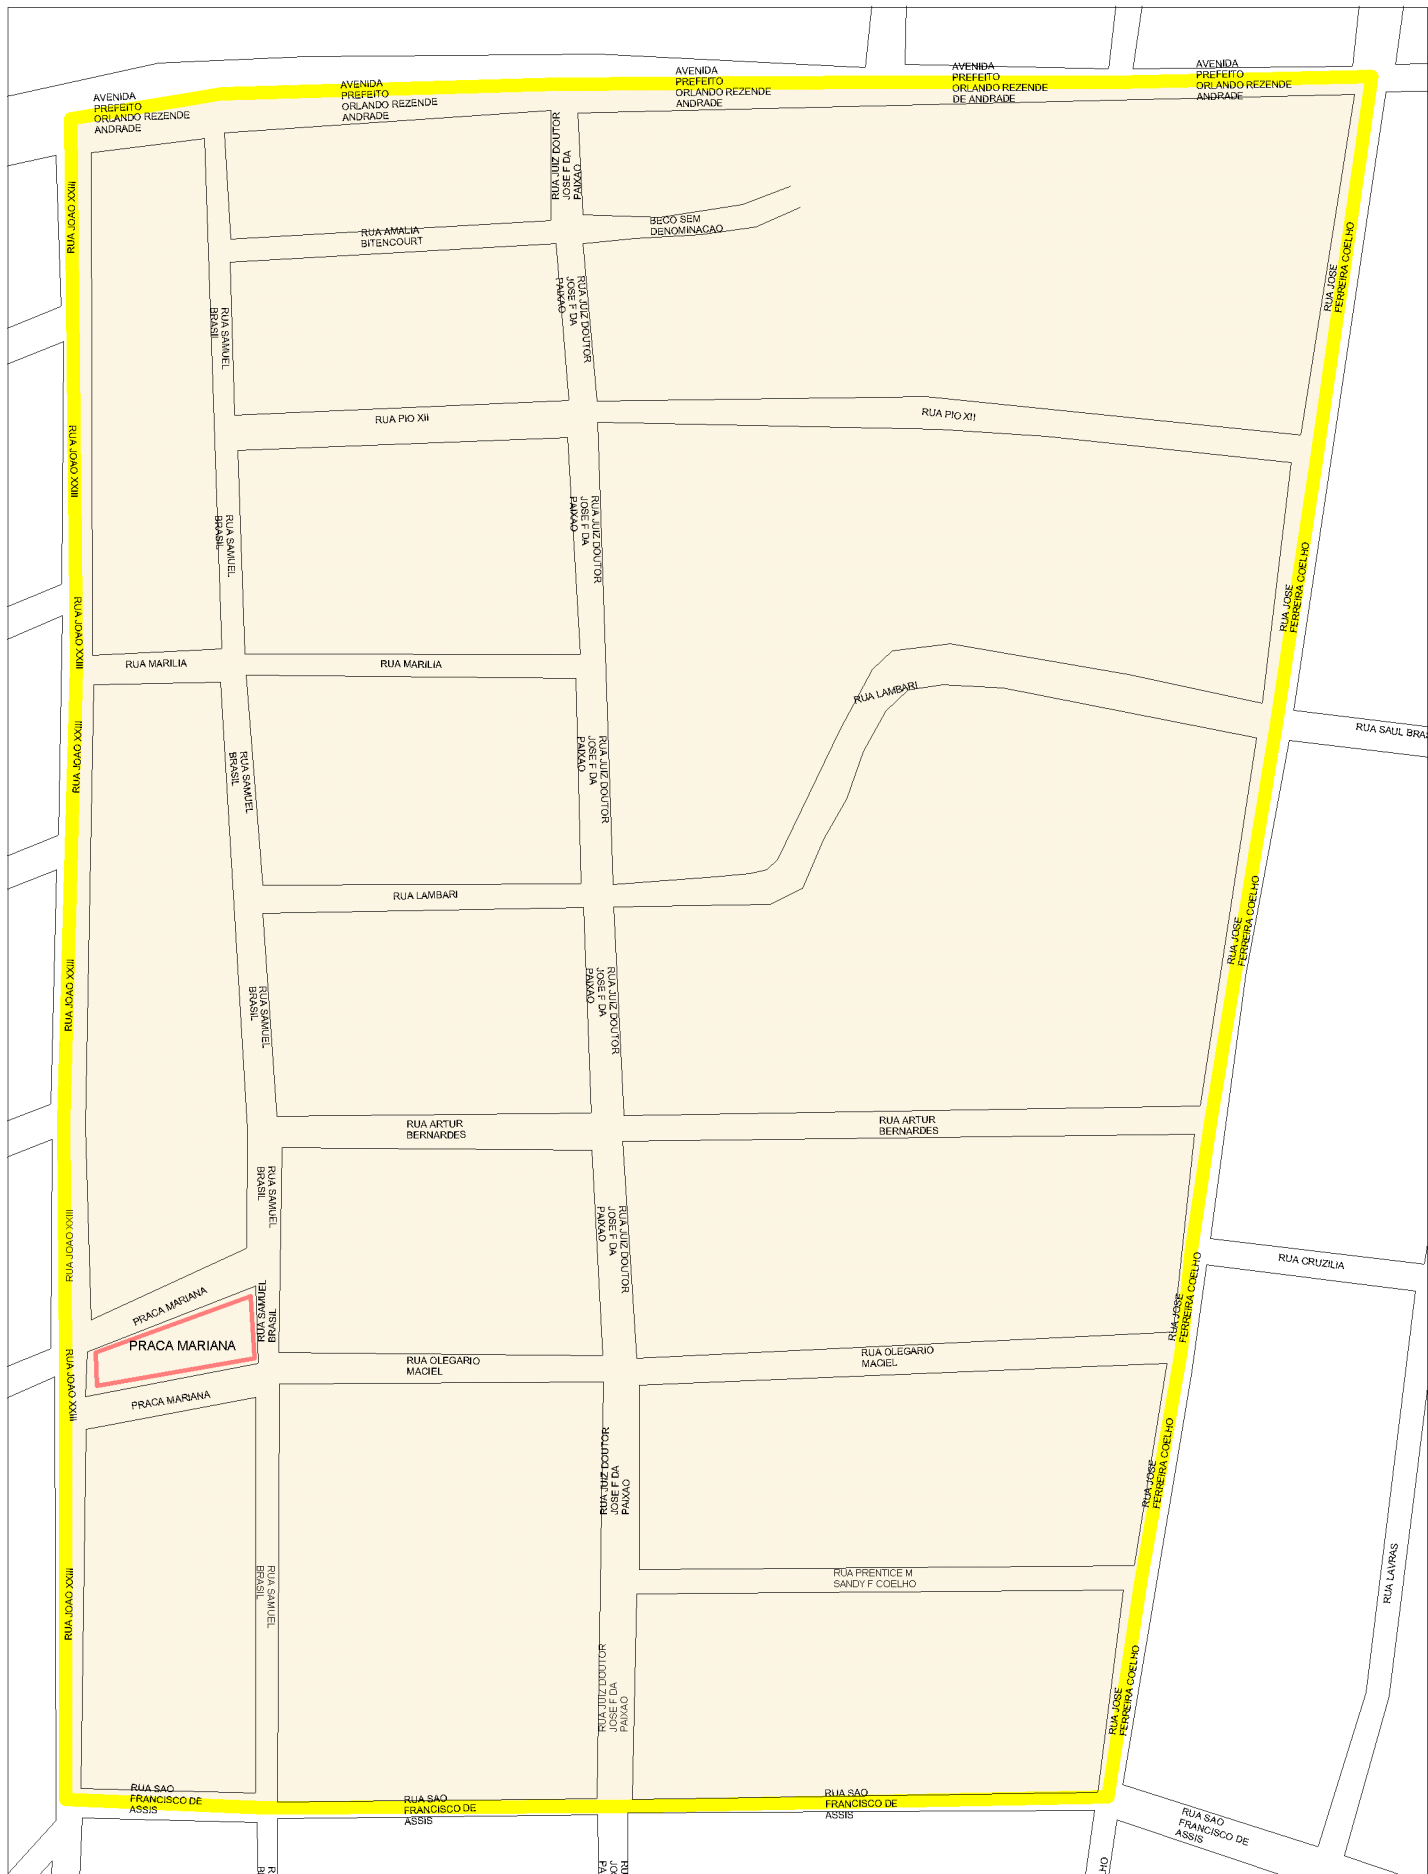 AVENIDA
PREFEITO
ORLANDO REZENDE
ANDRADE
AVENIDA
PREFEITO
ORLANDO REZENDE
ANDRADE
AVENIDA
PREFEITO
ORLANDO REZENDE
ANDRADE
AVENIDA
PREFEITO
ORLANDO REZENDE
DE ANDRADE
AVENIDA
PREFEITO
ORLANDO REZENDE
ANDRADE
RUA JOAO XXIII
RUA JUIZ DOUTOR
JOSE F DA
PAIXAO
RUA AMALIA
BITENCOURT
BECO SEM
DENOMINACAO
RUA JOSE
FERREIRA COELHO
RUA SAMUEL
BRASIL
RUA JUIZ DOUTOR
JOSE F DA
PAIXAO
RUA PIO XII
RUA PIO XII
RUA JOAO XXIII
RUA SAMUEL
BRASIL
RUA JUIZ DOUTOR
JOSE F DA
PAIXAO
RUA JOSE
FERREIRA COELHO
RUA JOAO XXIII
RUA MARILIA
RUA MARILIA
RUA LAMBARI
RUA SAUL BRAS
RUA JOAO XXIII
RUA SAMUEL
BRASIL
RUA JUIZ DOUTOR
JOSE F DA
PAIXAO
RUA LAMBARI
RUA JOSE
FERREIRA COELHO
RUA JOAO XXIII
RUA SAMUEL
BRASIL
RUA JUIZ DOUTOR
JOSE F DA
PAIXAO
RUA ARTUR
BERNARDES
RUA ARTUR
BERNARDES
RUA SAMUEL
BRASIL
RUA JOAO XXIII
RUA JUIZ DOUTOR
JOSE F DA
PAIXAO
RUA CRUZILIA
RUA JOSE
FERREIRA COELHO
PRACA MARIANA
RUA SAMUEL
BRASIL
PRACA MARIANA
RUA OLEGARIO
MACIEL
RUA OLEGARIO
MACIEL
RUA JOAO XXIII
PRACA MARIANA
RUA JUIZ DOUTOR
JOSE F DA
PAIXAO
RUA JOSE
FERREIRA COELHO
RUA JOAO XXIII
RUA SAMUEL
BRASIL
RUA PRENTICE M
SANDY F COELHO
RUA LAVRAS
RUA JUIZ DOUTOR
JOSE F DA
PAIXAO
RUA JOSE
FERREIRA COELHO
RUA SAO
FRANCISCO DE
ASSIS
RUA SAO
FRANCISCO DE
ASSIS
RUA SAO
FRANCISCO DE
ASSIS
RUA SAO
FRANCISCO DE
ASSIS
R
B
RU
JO
PA
HO